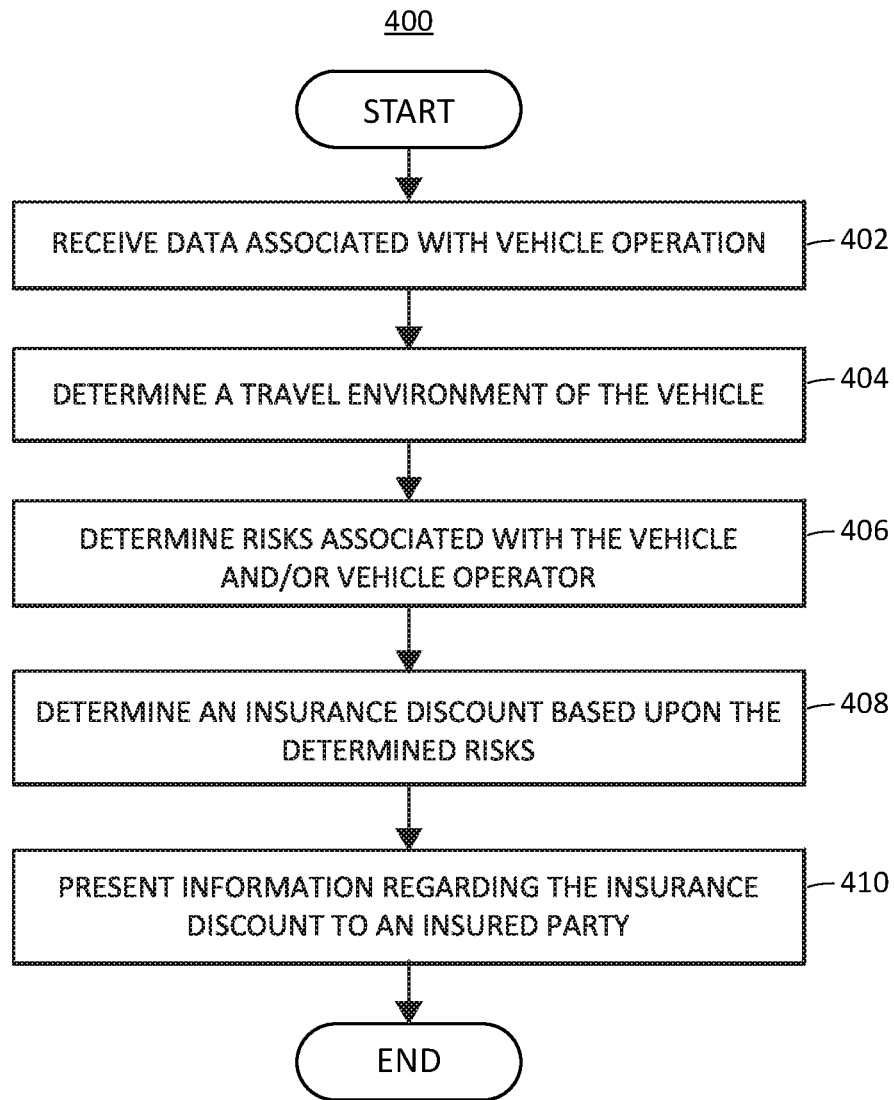 400
START
RECEIVE DATA ASSOCIATED WITH VEHICLE OPERATION
402
DETERMINE A TRAVEL ENVIRONMENT OF THE VEHICLE
404
DETERMINE RISKS ASSOCIATED WITH THE VEHICLE
AND/OR VEHICLE OPERATOR
406
DETERMINE AN INSURANCE DISCOUNT BASED UPON THE
DETERMINED RISKS
408
PRESENT INFORMATION REGARDING THE INSURANCE
DISCOUNT TO AN INSURED PARTY
410
END